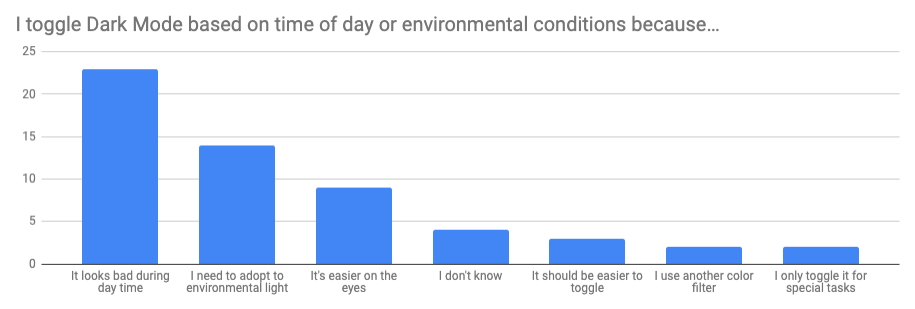 I toggle Dark Mode based on time of day or environmental conditions because...
25
20
15
10
5
0
It looks bad during
day time
I need to adopt to
environmental light
It's easier on the
eyes
I don't know
It should be easier to
toggle
I use another color
filter
I only toggle it for
special tasks